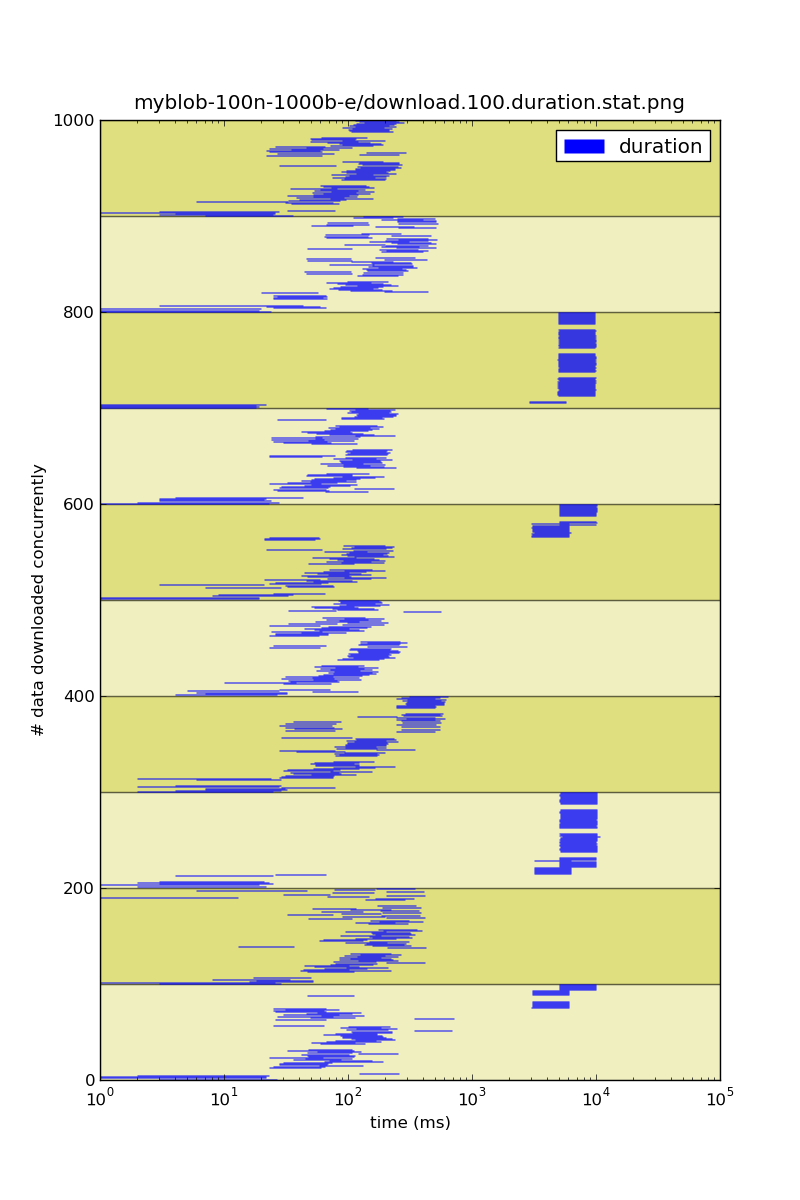 myblob-100n-1000b-e/download.100.duration.stat.png
duration
1000
800
600
400
200
0
# data downloaded concurrently
10^0 10^1 10^2 10^3 10^4 10^5
time (ms)